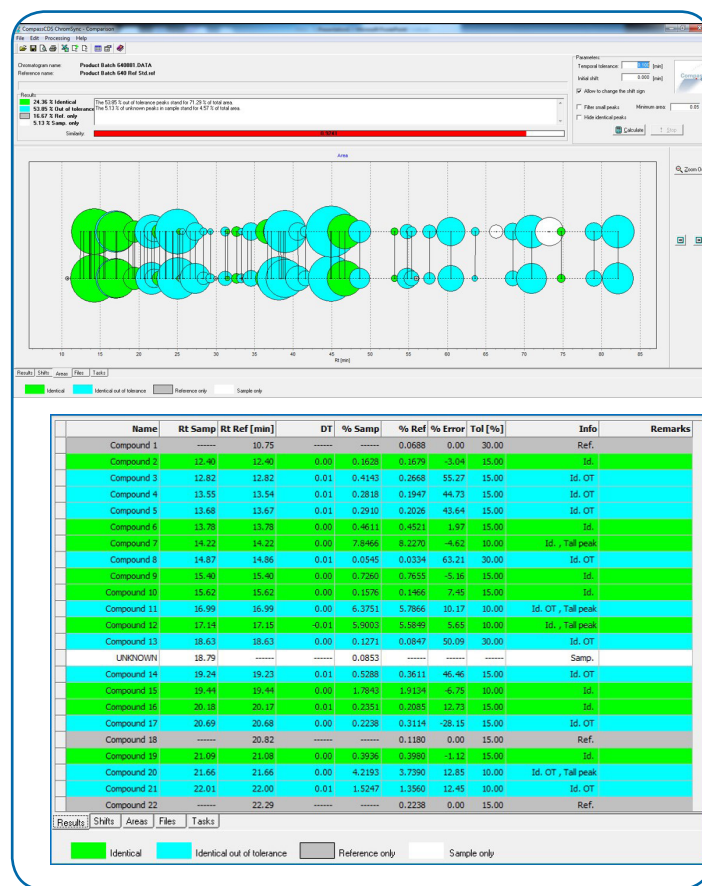 CompassCDS ChromSync - Comparison
File Edit Processing Help
Chromatogram name: Product Batch 640881.DATA
Reference name: Product Batch 640 Ref Std.ref
Parameters
Temporal tolerance: 0.000 [min]
Initial shift: 0.000 [min]
Allow to change the shift sign
Filter small peaks Minimum area: 0.05
Hide identical peaks
Calculate Stop
Results
24.36 % Identical
53.85 % Out of tolerance
16.67 % Ref. only
5.13 % Samp. only
The 53.85 % out of tolerance peaks stand for 71.29 % of total area.
The 5.13 % of unknown peaks in sample stand for 4.57 % of total area.
Similarity
Area
Zoom O
10 15 20 25 30 35 40 45 50 55 60 65 70 75 80 85
Rt [min]
Results Shifts Areas Files Tasks
Identical Identical out of tolerance Reference only Sample only
Name Rt Samp Rt Ref [min] DT % Samp % Ref % Error Tol [%] Info Remarks
Compound 1 ------ 10.75 ------ ------ 0.0688 0.00 30.00 Ref.
Compound 2 12.40 12.40 0.00 0.1628 0.1679 -3.04 15.00 Id.
Compound 3 12.82 12.82 0.01 0.4143 0.2668 55.27 15.00 Id. OT
Compound 4 13.55 13.54 0.01 0.2818 0.1947 44.73 15.00 Id. OT
Compound 5 13.68 13.67 0.01 0.2910 0.2026 43.64 15.00 Id. OT
Compound 6 13.78 13.78 0.00 0.4611 0.4521 1.97 15.00 Id.
Compound 7 14.22 14.22 0.00 7.8466 8.2270 -4.62 10.00 Id. , Tall peak
Compound 8 14.87 14.86 0.01 0.0545 0.0334 63.21 30.00 Id. OT
Compound 9 15.40 15.40 0.00 0.7260 0.7655 -5.16 15.00 Id.
Compound 10 15.62 15.62 0.00 0.1576 0.1466 7.45 15.00 Id.
Compound 11 16.99 16.99 0.00 6.3751 5.7866 10.17 10.00 Id. OT , Tall peak
Compound 12 17.14 17.15 -0.01 5.9003 5.5849 5.65 10.00 Id. , Tall peak
Compound 13 18.63 18.63 0.00 0.1271 0.0847 50.09 30.00 Id. OT
UNKNOWN 18.79 ------ ------ 0.0853 ------ ------ ------ Samp.
Compound 14 19.24 19.23 0.01 0.5288 0.3611 46.46 15.00 Id. OT
Compound 15 19.44 19.44 0.00 1.7843 1.9134 -6.75 10.00 Id.
Compound 16 20.18 20.17 0.01 0.2351 0.2085 12.73 15.00 Id.
Compound 17 20.69 20.68 0.00 0.2238 0.3114 -28.15 15.00 Id. OT
Compound 18 ------ 20.82 ------ ------ 0.1180 0.00 15.00 Ref.
Compound 19 21.09 21.08 0.00 0.3936 0.3980 -1.12 15.00 Id.
Compound 20 21.66 21.66 0.00 4.2193 3.7390 12.85 10.00 Id. OT , Tall peak
Compound 21 22.01 22.00 0.01 1.5247 1.3560 12.45 10.00 Id. OT
Compound 22 ------ 22.29 ------ ------ 0.2238 0.00 15.00 Ref.
Results Shifts Areas Files Tasks
Identical Identical out of tolerance Reference only Sample only